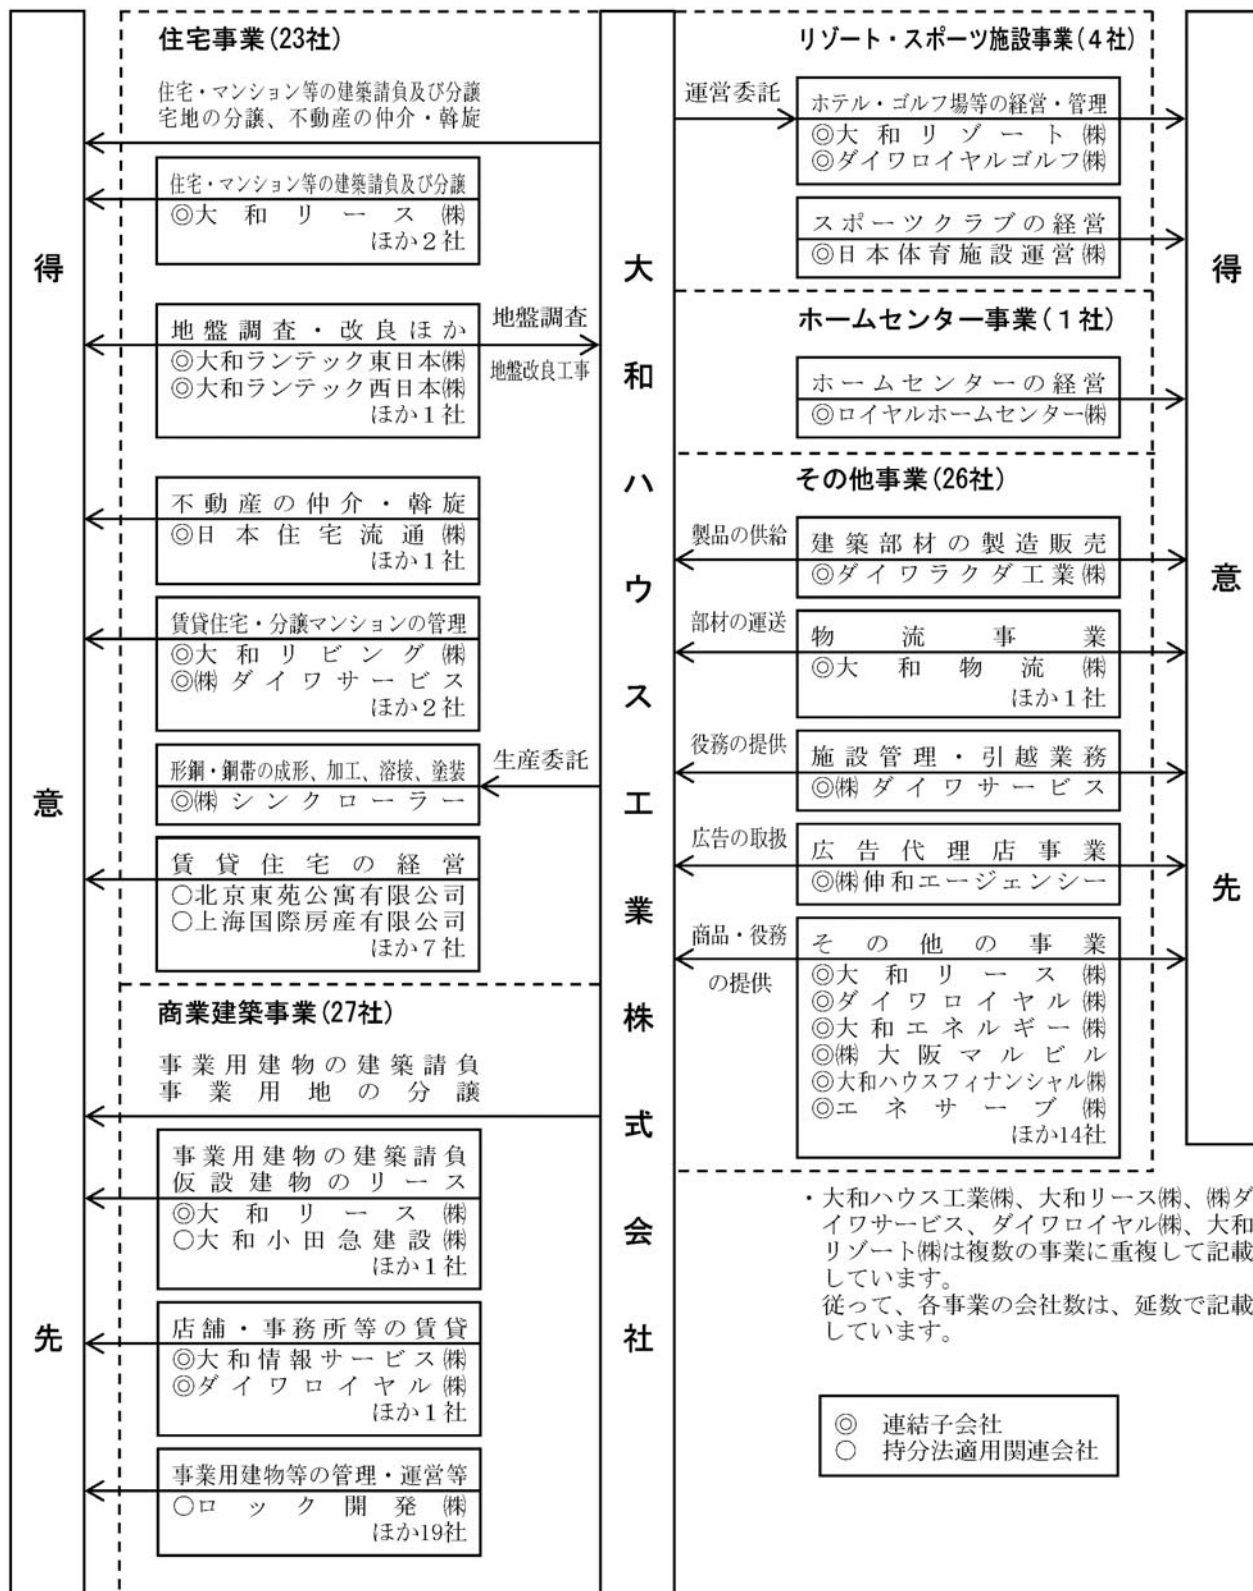 得意先
住宅事業(23社)
住宅・マンション等の建築請負及び分譲
宅地の分譲、不動産の仲介・斡旋
住宅・マンション等の建築請負及び分譲
◎大和リース㈱
ほか2社
地盤調査・改良ほか
◎大和ランテック東日本㈱
◎大和ランテック西日本㈱
ほか1社
地盤調査
地盤改良工事
不動産の仲介・斡旋
◎日本住宅流通㈱
ほか1社
賃貸住宅・分譲マンションの管理
◎大和リビング㈱
◎㈱ダイワサービス
ほか2社
形鋼・鋼帯の成形、加工、溶接、塗装
◎㈱シンクローラー
生産委託
賃貸住宅の経営
○北京東苑公寓有限公司
○上海国際房産有限公司
ほか7社
商業建築事業(27社)
事業用建物の建築請負
事業用地の分譲
事業用建物の建築請負
仮設建物のリース
◎大和リース㈱
○大和小田急建設㈱
ほか1社
店舗・事務所等の賃貸
◎大和情報サービス㈱
◎ダイワロイヤル㈱
ほか1社
事業用建物等の管理・運営等
○ロック開発㈱
ほか19社
大和ハウス工業株式会社
リゾート・スポーツ施設事業(4社)
運営委託
ホテル・ゴルフ場等の経営・管理
◎大和リゾート㈱
◎ダイワロイヤルゴルフ㈱
スポーツクラブの経営
◎日本体育施設運営㈱
ホームセンター事業(1社)
ホームセンターの経営
◎ロイヤルホームセンター㈱
その他事業(26社)
製品の供給
建築部材の製造販売
◎ダイワラクダ工業㈱
部材の運送
物流事業
◎大和物流㈱
ほか1社
役務の提供
施設管理・引越業務
◎㈱ダイワサービス
広告の取扱
広告代理店事業
◎㈱伸和エージェンシー
商品・役務
の提供
その他の事業
◎大和リース㈱
◎ダイワロイヤル㈱
◎大和エネルギー㈱
◎㈱大阪マルビル
◎大和ハウスフィナンシャル㈱
◎エネサーブ㈱
ほか14社
得意先
・大和ハウス工業㈱、大和リース㈱、㈱ダ
イワサービス、ダイワロイヤル㈱、大和
リゾート㈱は複数の事業に重複して記載
しています。
従って、各事業の会社数は、延数で記載
しています。
◎ 連結子会社
○ 持分法適用関連会社